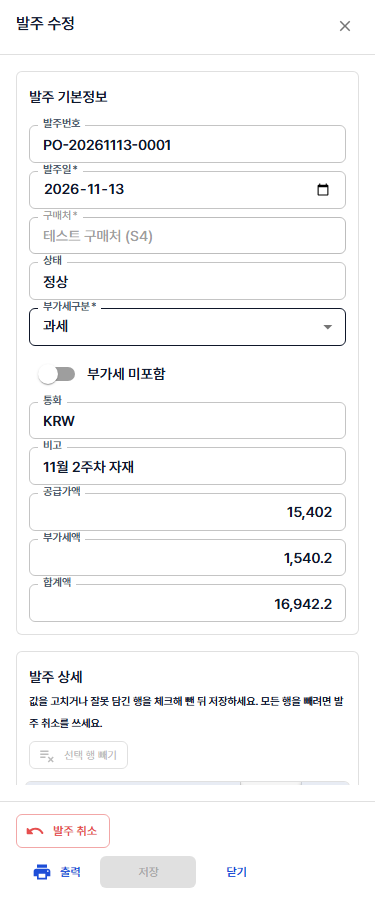 발주 수정
발주 기본정보
발주번호
PO-20261113-0001
발주일*
2026-11-13
구매처*
테스트 구매처 (S4)
상태
정상
부가세구분*
과세
부가세 미포함
통화
KRW
비고
11월 2주차 자재
공급가액
15,402
부가세액
1,540.2
합계액
16,942.2
발주 상세
값을 고치거나 잘못 담긴 행을 체크해 뺀 뒤 저장하세요. 모든 행을 빼려면 발
주 취소를 쓰세요.
선택 행 빼기
발주 취소
출력 저장 닫기